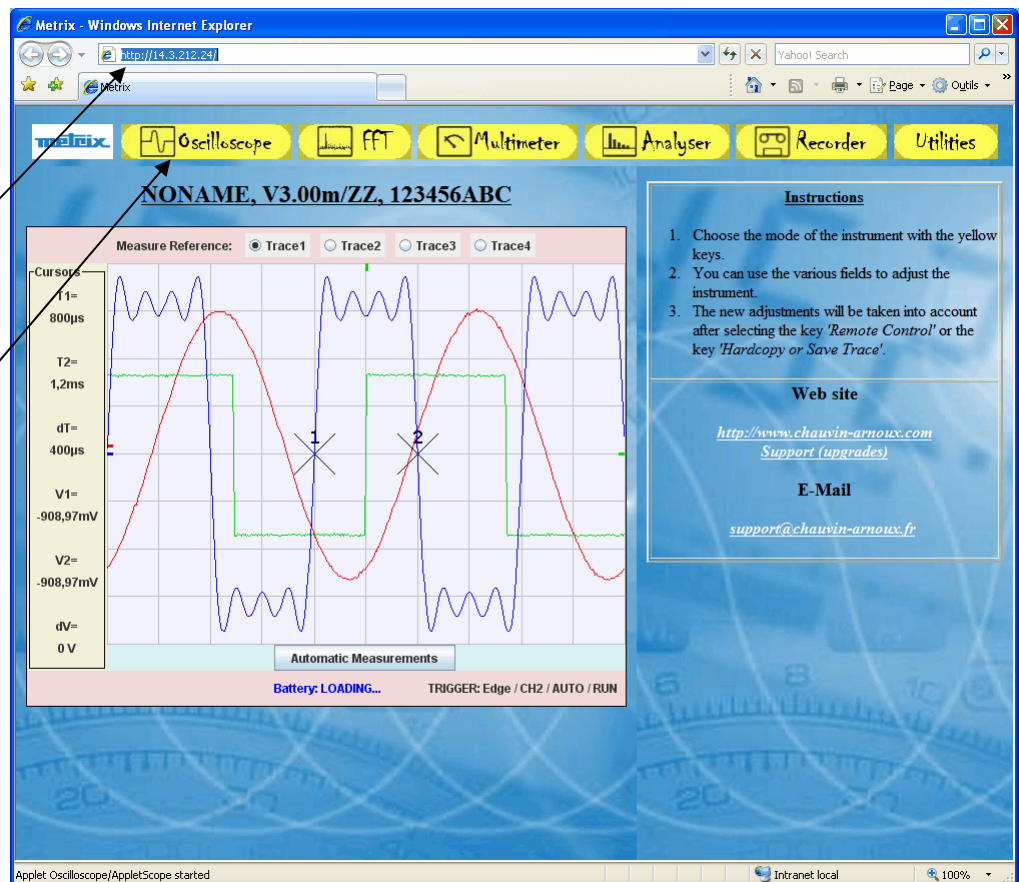 Metrix - Windows Internet Explorer
http://14.3.212.24/
Yahoo! Search
Metrix
Page
Outils
metrix
Oscilloscope
FFT
Multimeter
Analyser
Recorder
Utilities
NONAME, V3.00m/ZZ, 123456ABC
Measure Reference: Trace1 Trace2 Trace3 Trace4
Cursors
T1=
800µs
T2=
1,2ms
dT=
400µs
V1=
-908,97mV
V2=
-908,97mV
dV=
0 V
1
2
Automatic Measurements
Battery: LOADING...
TRIGGER: Edge / CH2 / AUTO / RUN
Instructions
1. Choose the mode of the instrument with the yellow
keys.
2. You can use the various fields to adjust the
instrument.
3. The new adjustments will be taken into account
after selecting the key 'Remote Control' or the
key 'Hardcopy or Save Trace'.
Web site
http://www.chauvin-arnoux.com
Support (upgrades)
E-Mail
support@chauvin-arnoux.fr
Applet Oscilloscope/AppletScope started
Intranet local
100%